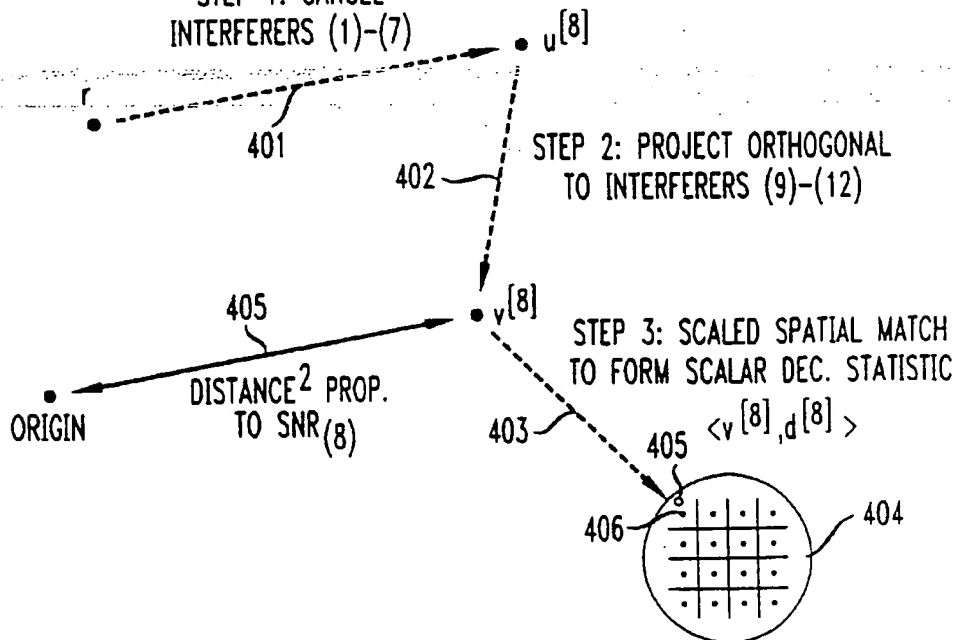 INTERFERERS (1)-(7)
u[8]
r
401
STEP 2: PROJECT ORTHOGONAL
TO INTERFERERS (9)-(12)
402
405
v[8]
STEP 3: SCALED SPATIAL MATCH
TO FORM SCALAR DEC. STATISTIC
DISTANCE2 PROP.
TO SNR(8)
ORIGIN
403
<v[8],d[8]>
405
406
404